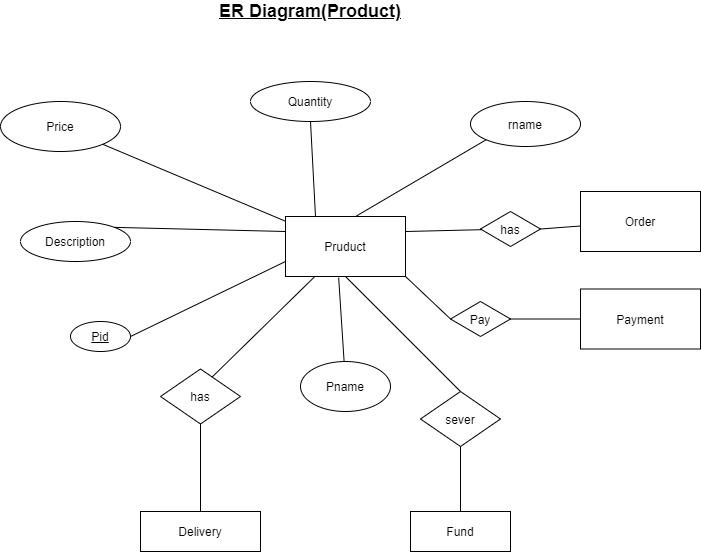 ER Diagram(Product)
Quantity
Price
rname
Order
has
Description
Pruduct
Pay
Payment
Pid
Pname
has
sever
Delivery
Fund